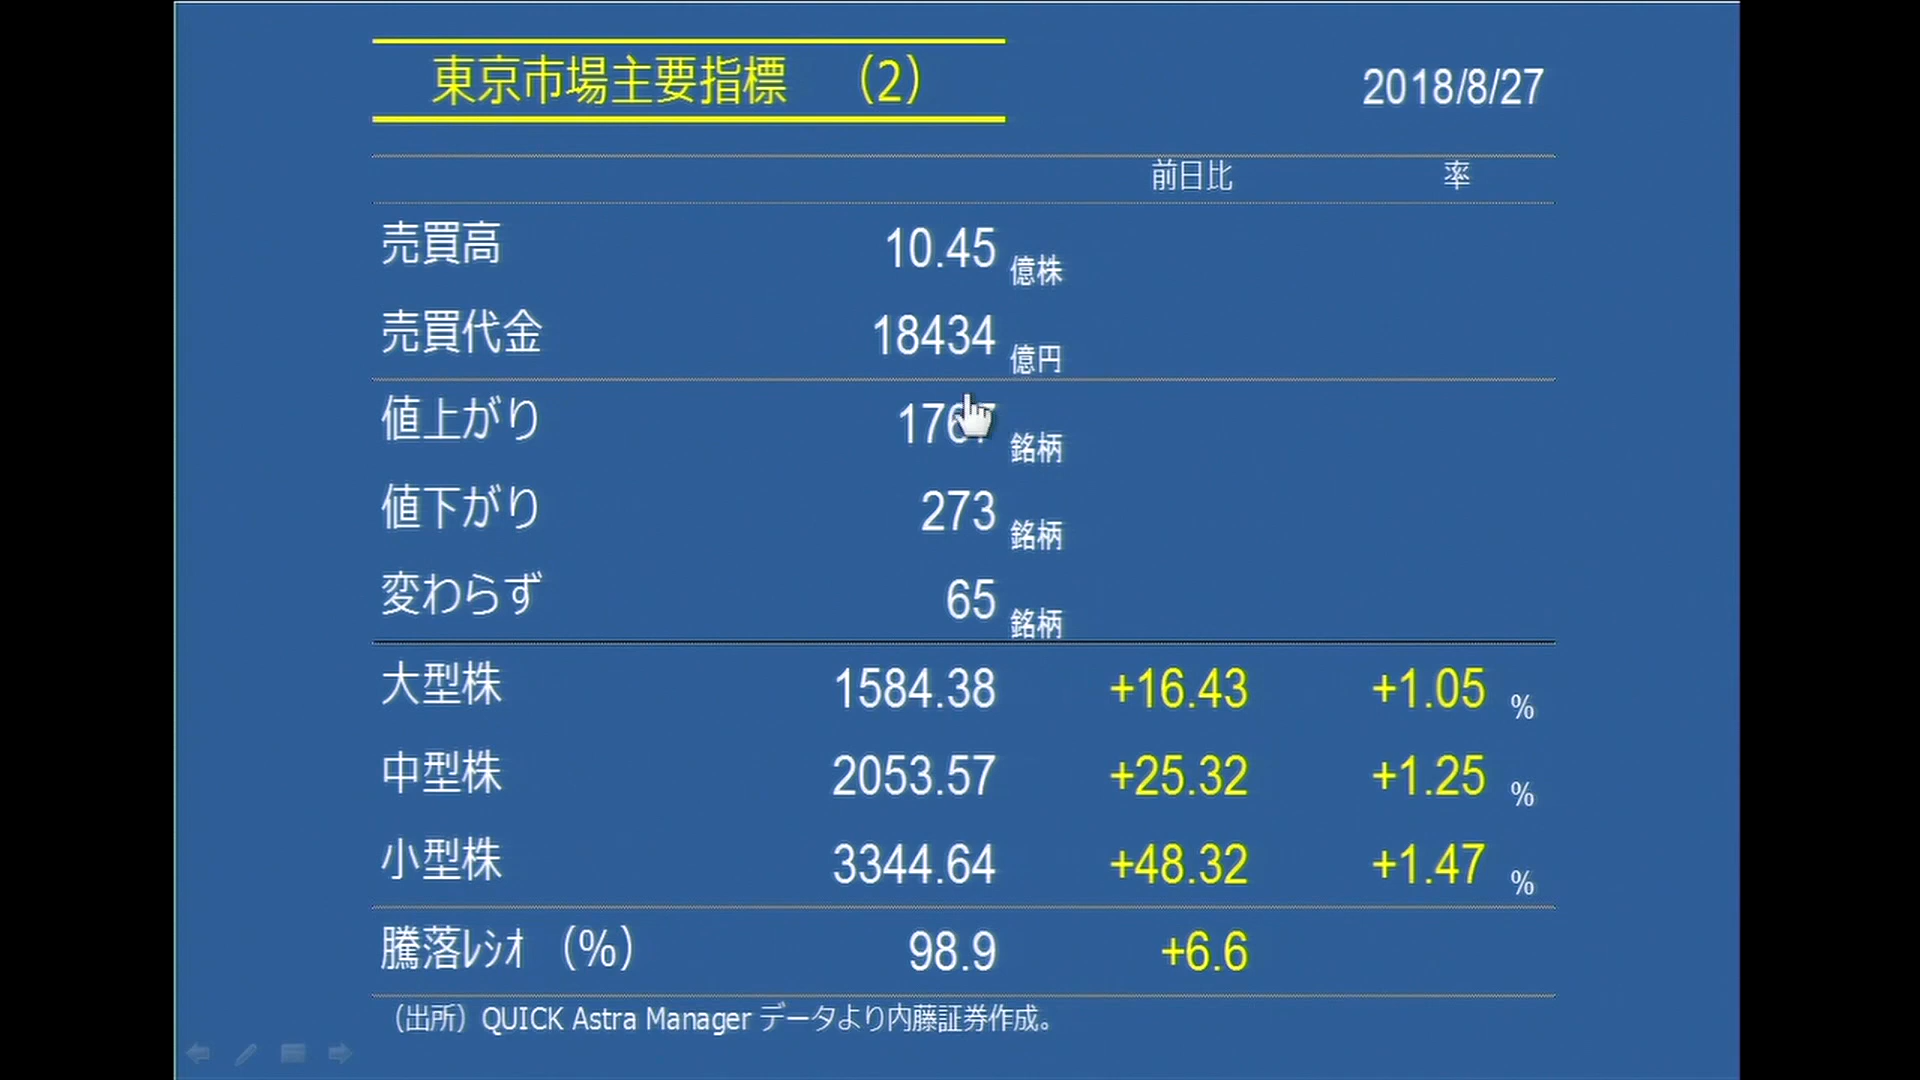 東京市場主要指標 （2）
2018/8/27
前日比 率
売買高 10.45 億株
売買代金 18434 億円
値上がり 1767 銘柄
値下がり 273 銘柄
変わらず 65 銘柄
大型株 1584.38 +16.43 +1.05 %
中型株 2053.57 +25.32 +1.25 %
小型株 3344.64 +48.32 +1.47 %
騰落ﾚｼｵ （%） 98.9 +6.6
（出所）QUICK Astra Manager データより内藤証券作成。